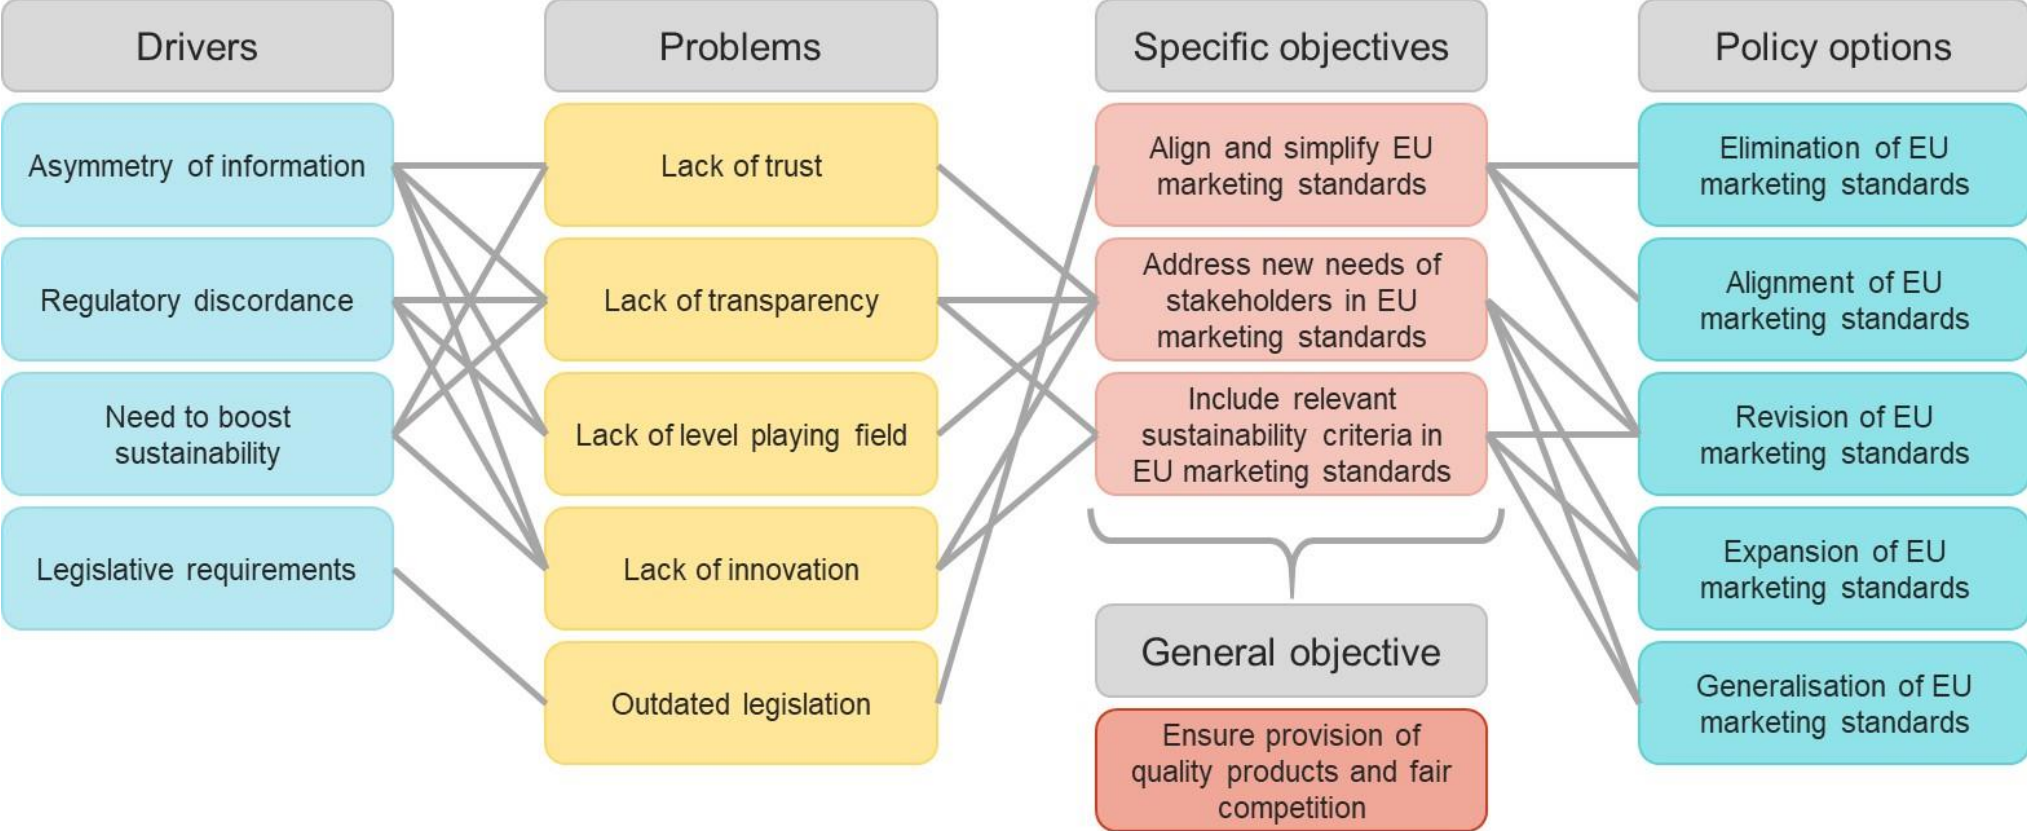 Drivers
Asymmetry of information
Regulatory discordance
Need to boost
sustainability
Legislative requirements
Problems
Lack of trust
Lack of transparency
Lack of level playing field
Lack of innovation
Outdated legislation
Specific objectives
Align and simplify EU
marketing standards
Address new needs of
stakeholders in EU
marketing standards
Include relevant
sustainability criteria in
EU marketing standards
General objective
Ensure provision of
quality products and fair
competition
Policy options
Elimination of EU
marketing standards
Alignment of EU
marketing standards
Revision of EU
marketing standards
Expansion of EU
marketing standards
Generalisation of EU
marketing standards